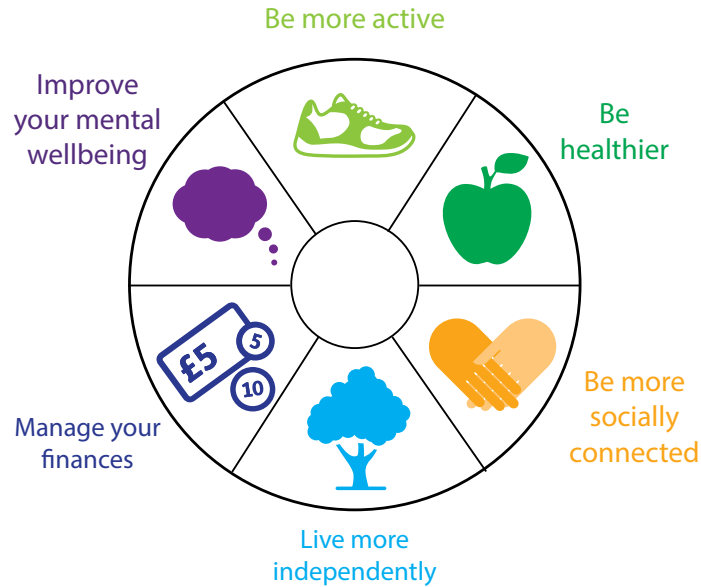 Be more active
Improve
your mental
wellbeing
Be
healthier
£5
5
10
Be more
socially
connected
Manage your
finances
Live more
independently